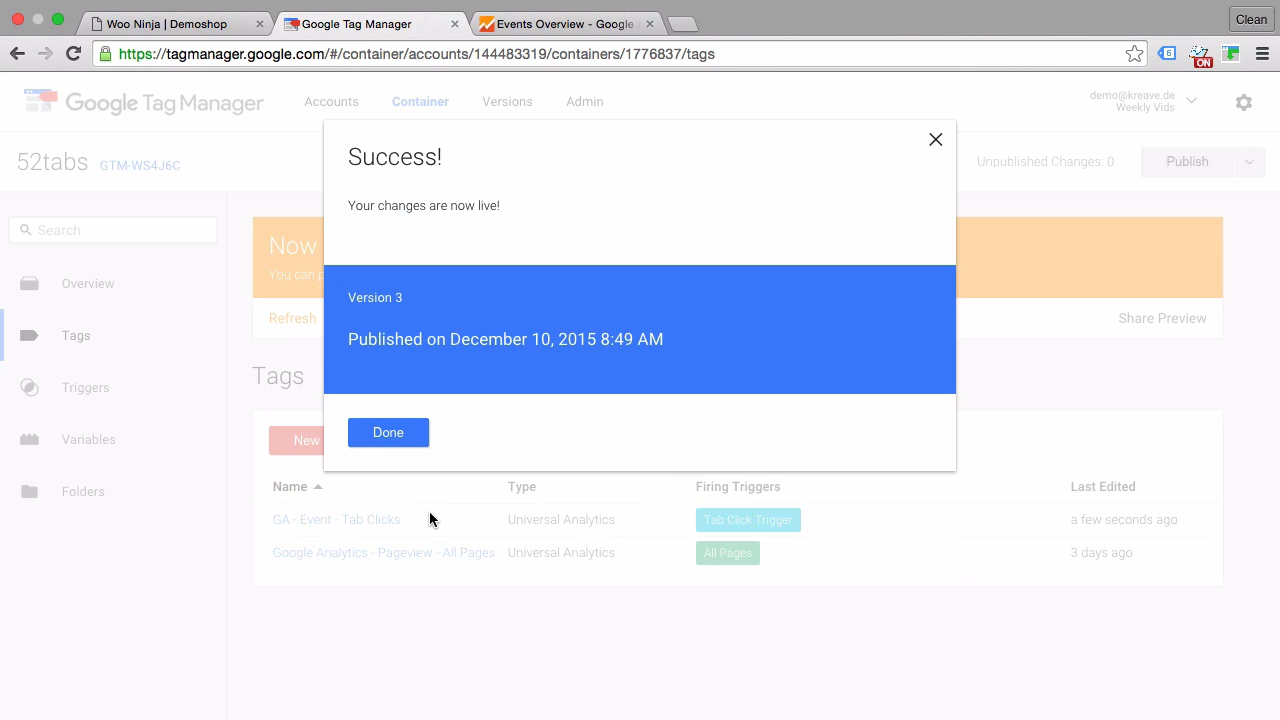 Woo Ninja | Demoshop
Google Tag Manager
Events Overview - Google
Clean
https://tagmanager.google.com/#/container/accounts/144483319/containers/1776837/tags
6
ON
Google Tag Manager
Accounts
Container
Versions
Admin
demo@kreave.de
Weekly Vids
52tabs
GTM-WS4J6C
Unpublished Changes: 0
Publish
Success!
Your changes are now live!
Version 3
Published on December 10, 2015 8:49 AM
Done
Search
Overview
Tags
Triggers
Variables
Folders
Now
You can
Refresh
Share Preview
Tags
New
Name
Type
Firing Triggers
Last Edited
GA - Event - Tab Clicks
Universal Analytics
Tab Click Trigger
a few seconds ago
Google Analytics - Pageview - All Pages
Universal Analytics
All Pages
3 days ago